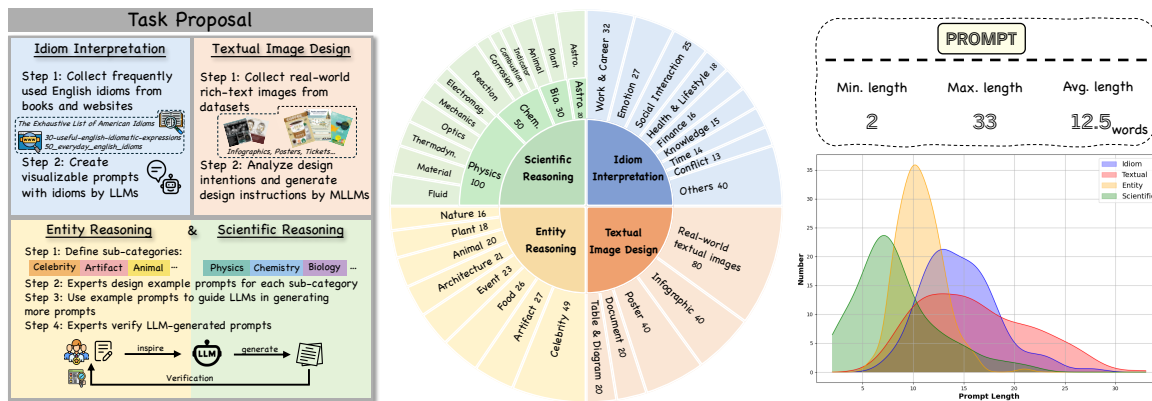 Task Proposal
Idiom Interpretation
Step 1: Collect frequently
used English idioms from
books and websites
The Exhaustive List of American Idioms
30-useful-english-idiomatic-expressions
50_everyday_english_idioms
Step 2: Create
visualizable prompts
with idioms by LLMs
Textual Image Design
Step 1: Collect real-world
rich-text images from
datasets
Infographics, Posters, Tickets...
Step 2: Analyze design
intentions and generate
design instructions by MLLMs
Entity Reasoning & Scientific Reasoning
Step 1: Define sub-categories:
Celebrity Artifact Animal ... Physics Chemistry Biology ...
Step 2: Experts design example prompts for each sub-category
Step 3: Use example prompts to guide LLMs in generating
more prompts
Step 4: Experts verify LLM-generated prompts
inspire
LLM
generate
Verification
Scientific
Reasoning
Idiom
Interpretation
Entity
Reasoning
Textual
Image Design
Physics
100
Chem.
50
Bio. 30
Astro. 20
Fluid
Material
Thermodyn.
Optics
Mechanics
Electromag.
Reaction
Corrosion
Combustion
Indicator
Animal
Plant
Astro.
Work & Career 32
Emotion 27
Social Interaction 25
Health & Lifestyle 18
Finance 16
Knowledge 15
Time 14
Conflict 13
Others 40
Real-world
textual images
80
Infographic 40
Poster 40
Document 20
Table & Diagram 20
Celebrity 49
Artifact 27
Food 26
Event 23
Architecture 21
Animal 20
Plant 18
Nature 16
PROMPT
Min. length Max. length Avg. length
2 33 12.5 words
Idiom
Textual
Entity
Scientific
Number
35
30
25
20
15
10
5
0
5 10 15 20 25 30
Prompt Length